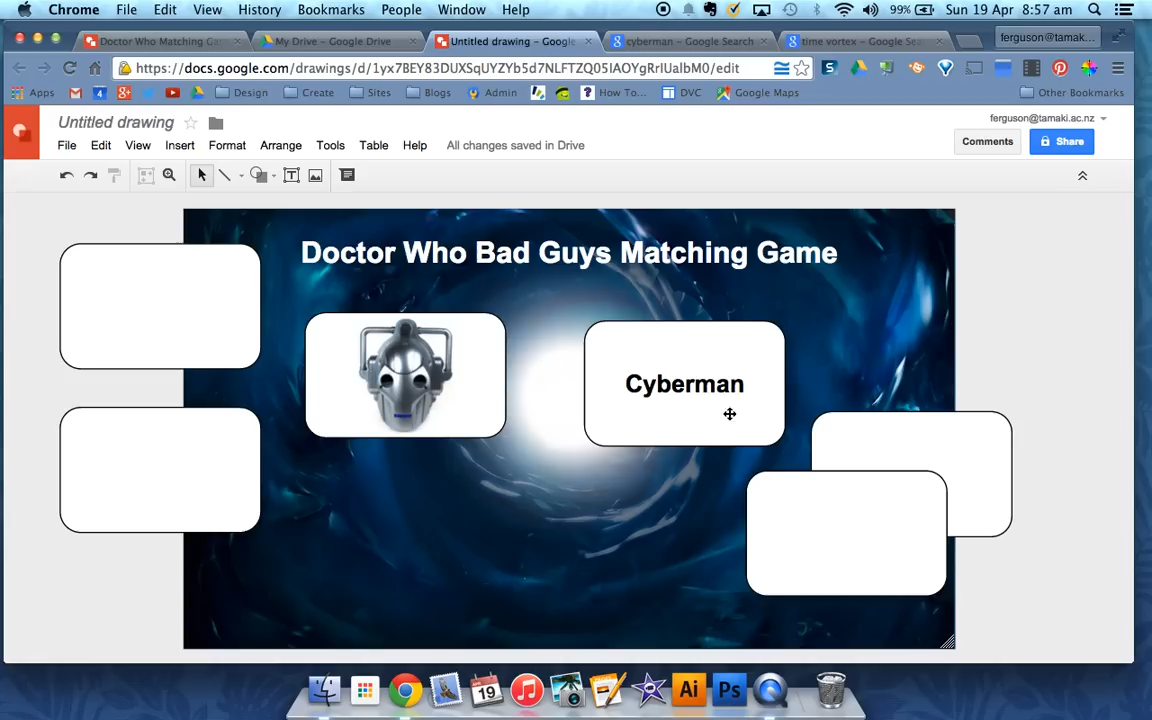 Chrome File Edit View History Bookmarks People Window Help 99% Sun 19 Apr 8:57 am
Doctor Who Matching Ga
My Drive - Google Drive
Untitled drawing - Google
cyberman - Google Search
time vortex - Google Sea
ferguson@tamak...
https://docs.google.com/drawings/d/1yx7BEY83DUXSqUYZYb5d7NLFTZQ05IAOYgRrIUalbM0/edit
Apps Design Create Sites Blogs Admin How To... DVC Google Maps Other Bookmarks
Untitled drawing
ferguson@tamaki.ac.nz
File Edit View Insert Format Arrange Tools Table Help All changes saved in Drive
Comments Share
Doctor Who Bad Guys Matching Game
Cyberman
APR
19
Ai Ps